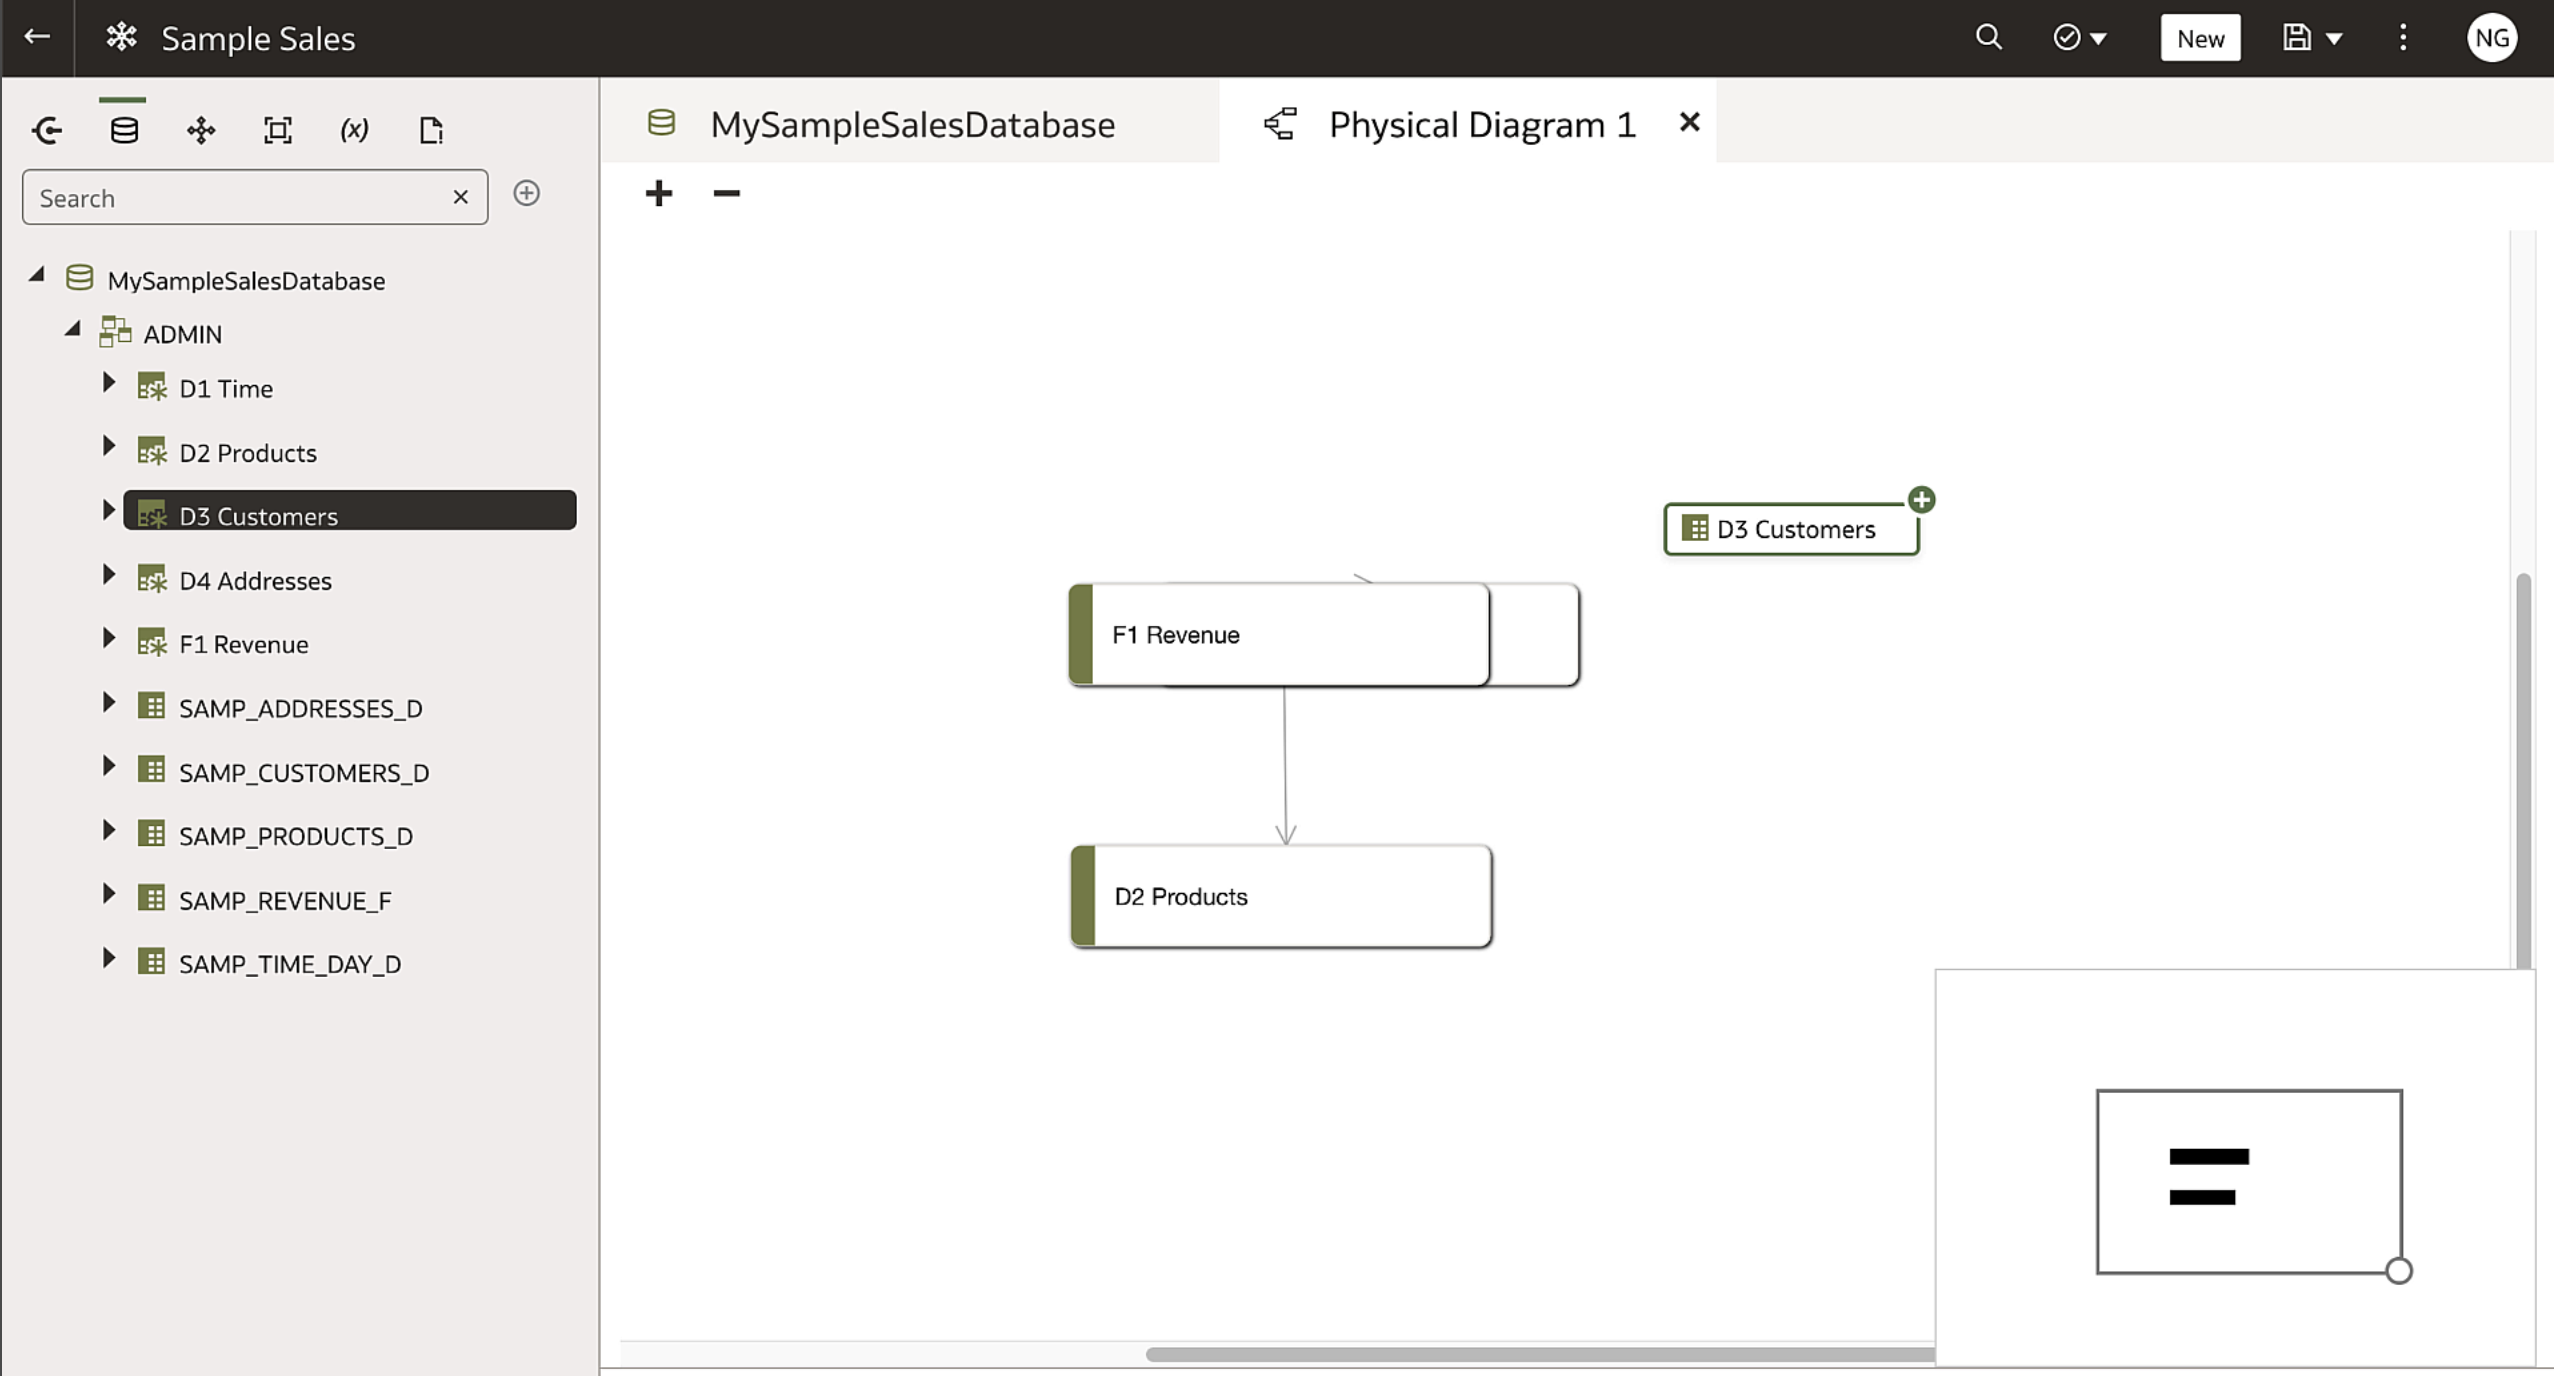 Sample Sales
New
NG
MySampleSalesDatabase
Physical Diagram 1
(x)
Search
MySampleSalesDatabase
ADMIN
D1 Time
D2 Products
D3 Customers
D4 Addresses
F1 Revenue
SAMP_ADDRESSES_D
SAMP_CUSTOMERS_D
SAMP_PRODUCTS_D
SAMP_REVENUE_F
SAMP_TIME_DAY_D
D3 Customers
F1 Revenue
D2 Products